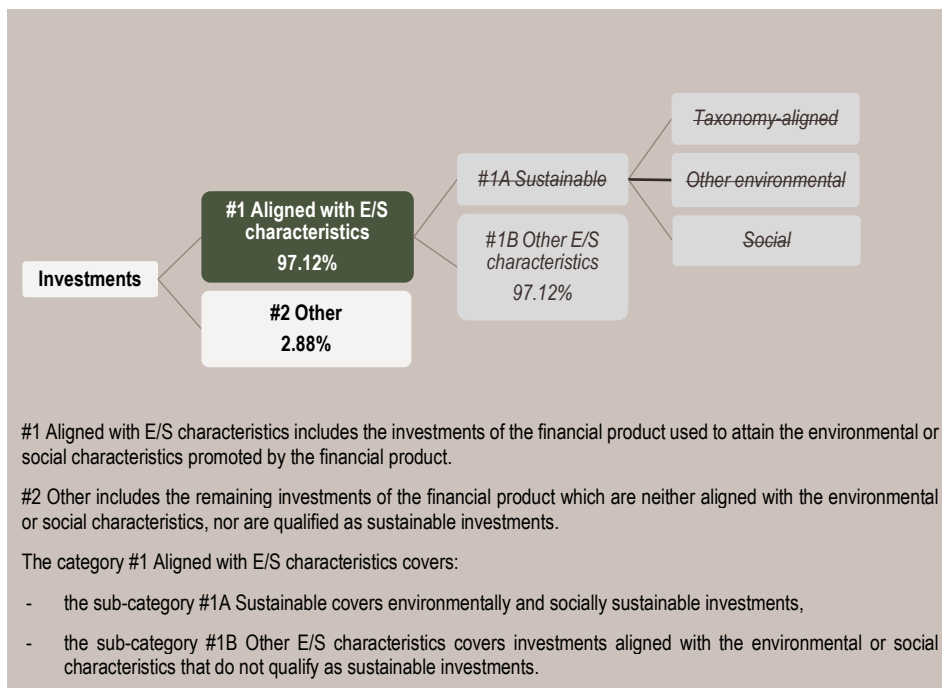 Taxonomy-aligned
#1A Sustainable
Other environmental
#1 Aligned with E/S
characteristics
97.12%
#1B Other E/S
characteristics
97.12%
Social
Investments
#2 Other
2.88%
#1 Aligned with E/S characteristics includes the investments of the financial product used to attain the environmental or
social characteristics promoted by the financial product.
#2 Other includes the remaining investments of the financial product which are neither aligned with the environmental
or social characteristics, nor are qualified as sustainable investments.
The category #1 Aligned with E/S characteristics covers:
- the sub-category #1A Sustainable covers environmentally and socially sustainable investments,
- the sub-category #1B Other E/S characteristics covers investments aligned with the environmental or social
characteristics that do not qualify as sustainable investments.